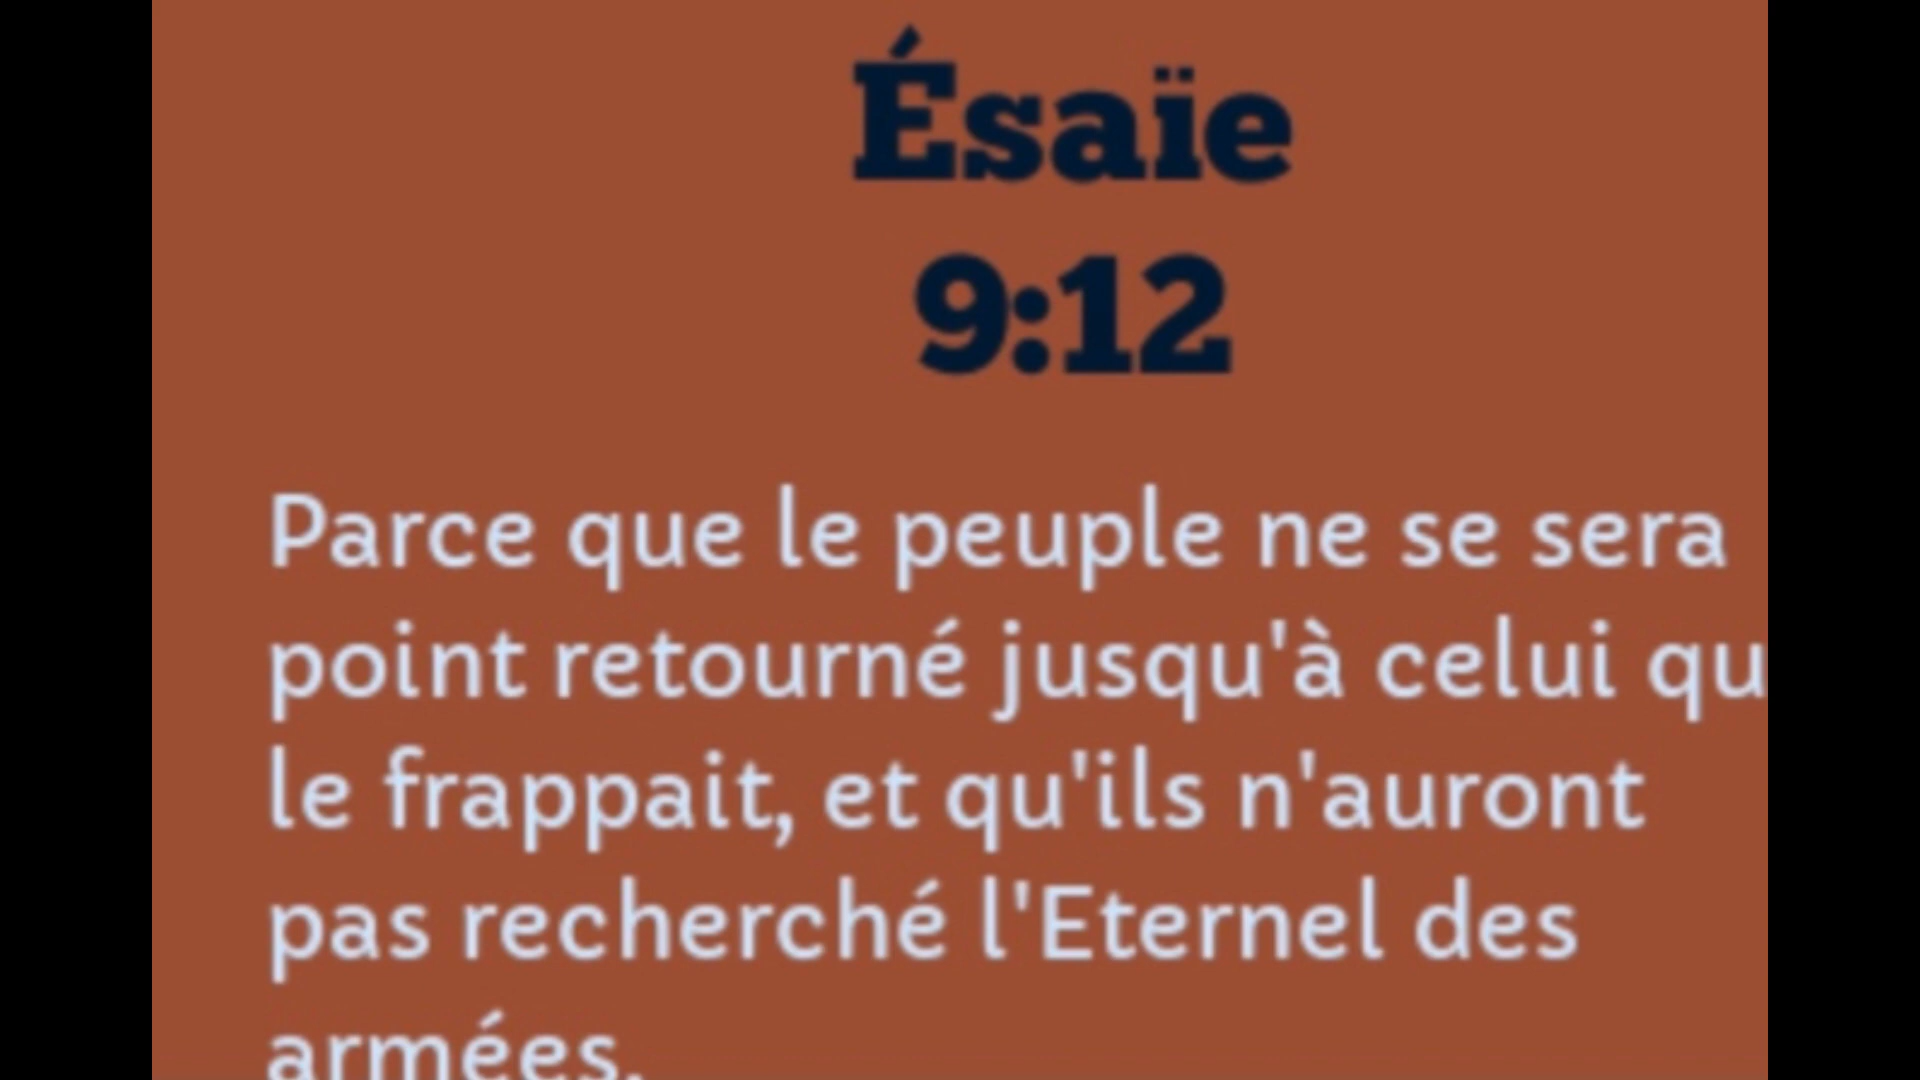 Ésaïe
9:12
Parce que le peuple ne se sera
point retourné jusqu'à celui qu
le frappait, et qu'ils n'auront
pas recherché l'Eternel des
armées.